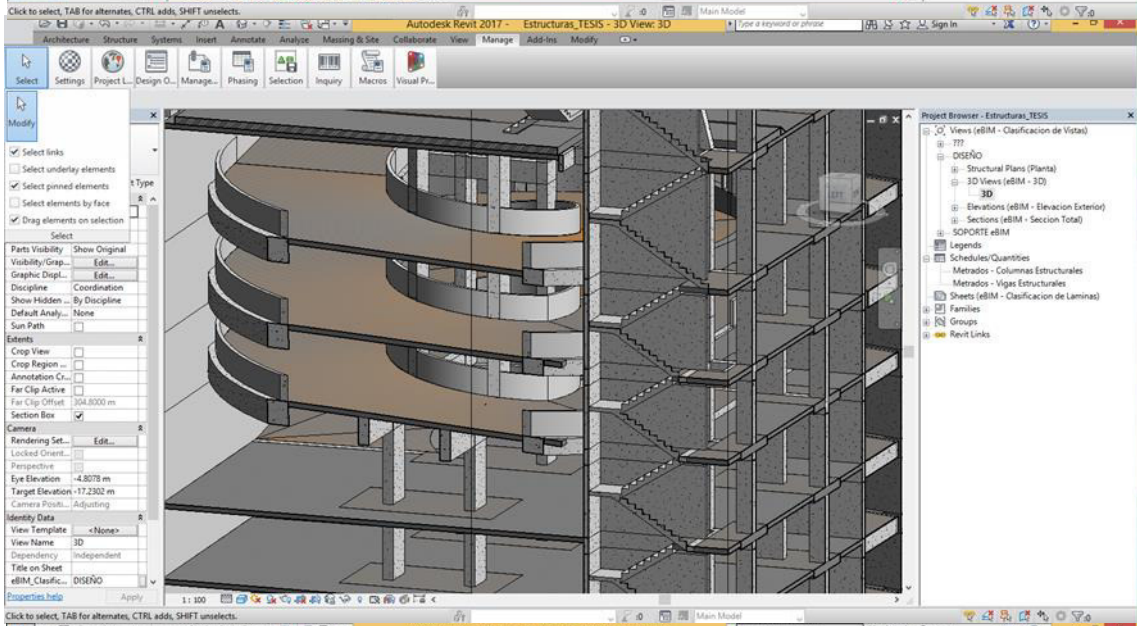 Click to select, TAB for alternates, CTRL adds, SHIFT unselects.
:0
Main Model
:0
Autodesk Revit 2017 - Estructuras_TESIS - 3D View: 3D
Type a keyword or phrase
Sign In
Architecture Structure Systems Insert Annotate Analyze Massing & Site Collaborate View Manage Add-Ins Modify
Select Settings Project L... Design O... Manage... Phasing Selection Inquiry Macros Visual Pr...
Modify
Select links
Select underlay elements
Select pinned elements
Select elements by face
Drag elements on selection
Select
t Type
Parts Visibility Show Original
Visibility/Grap... Edit...
Graphic Displ... Edit...
Discipline Coordination
Show Hidden ... By Discipline
Default Analy... None
Sun Path
Extents
Crop View
Crop Region ...
Annotation Cr...
Far Clip Active
Far Clip Offset 304.8000 m
Section Box
Camera
Rendering Set... Edit...
Locked Orient...
Perspective
Eye Elevation -4.8078 m
Target Elevation -17.2302 m
Camera Positi... Adjusting
Identity Data
View Template <None>
View Name 3D
Dependency Independent
Title on Sheet
eBIM_Clasific... DISEÑO
Properties help Apply
1 : 100
Project Browser - Estructuras_TESIS
Views (eBIM - Clasificacion de Vistas)
???
DISEÑO
Structural Plans (Planta)
3D Views (eBIM - 3D)
3D
Elevations (eBIM - Elevacion Exterior)
Sections (eBIM - Seccion Total)
SOPORTE eBIM
Legends
Schedules/Quantities
Metrados - Columnas Estructurales
Metrados - Vigas Estructurales
Sheets (eBIM - Clasificacion de Laminas)
Families
Groups
Revit Links
Click to select, TAB for alternates, CTRL adds, SHIFT unselects.
:0
Main Model
:0